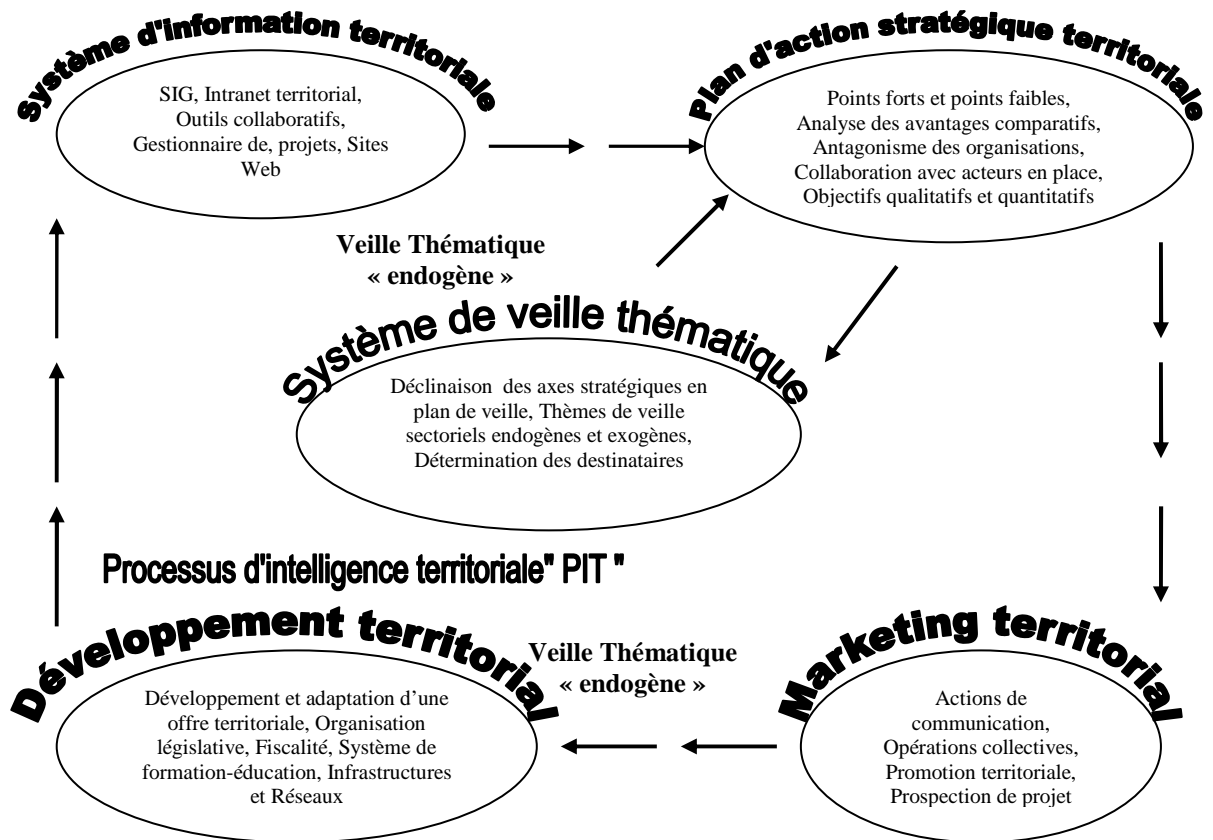 Système d'information territoriale
SIG, Intranet territorial,
Outils collaboratifs,
Gestionnaire de, projets, Sites
Web
Plan d'action stratégique territoriale
Points forts et points faibles,
Analyse des avantages comparatifs,
Antagonisme des organisations,
Collaboration avec acteurs en place,
Objectifs qualitatifs et quantitatifs
Veille Thématique
« endogène »
Système de veille thématique
Déclinaison des axes stratégiques en
plan de veille, Thèmes de veille
sectoriels endogènes et exogènes,
Détermination des destinataires
Processus d'intelligence territoriale" PIT "
Développement territorial
Développement et adaptation d’une
offre territoriale, Organisation
législative, Fiscalité, Système de
formation-éducation, Infrastructures
et Réseaux
Veille Thématique
« endogène »
Marketing territorial
Actions de
communication,
Opérations collectives,
Promotion territoriale,
Prospection de projet